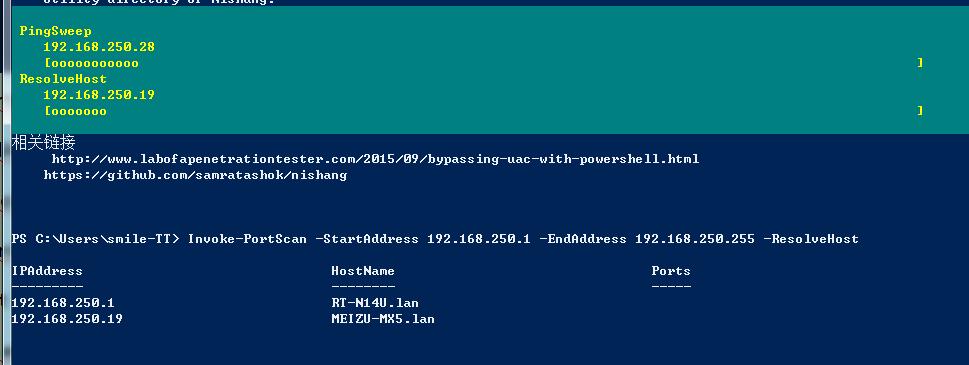 utility directory of Nishang.
PingSweep
192.168.250.28
[ooooooooooo ]
ResolveHost
192.168.250.19
[ooooooo ]
相关链接
http://www.labofapenetrationtester.com/2015/09/bypassing-uac-with-powershell.html
https://github.com/samratashok/nishang
PS C:\Users\smile-TT> Invoke-PortScan -StartAddress 192.168.250.1 -EndAddress 192.168.250.255 -ResolveHost
IPAddress HostName Ports
--------- -------- -----
192.168.250.1 RT-N14U.lan
192.168.250.19 MEIZU-MX5.lan